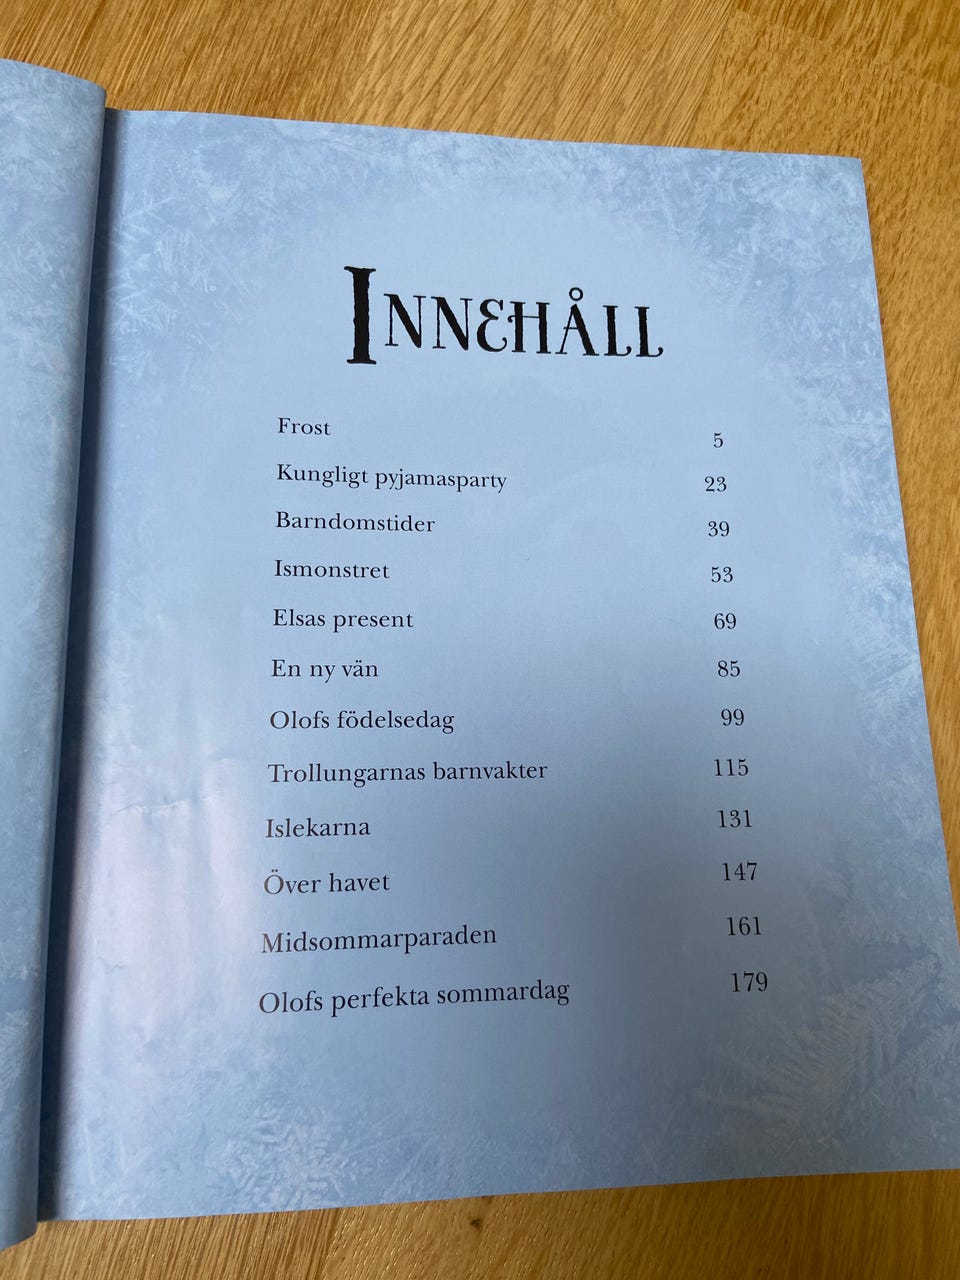 INNEHÅLL
Frost 5
Kungligt pyjamasparty 23
Barndomstider 39
Ismonstret 53
Elsas present 69
En ny vän 85
Olofs födelsedag 99
Trollungarnas barnvakter 115
Islekarna 131
Över havet 147
Midsommarparaden 161
Olofs perfekta sommardag 179